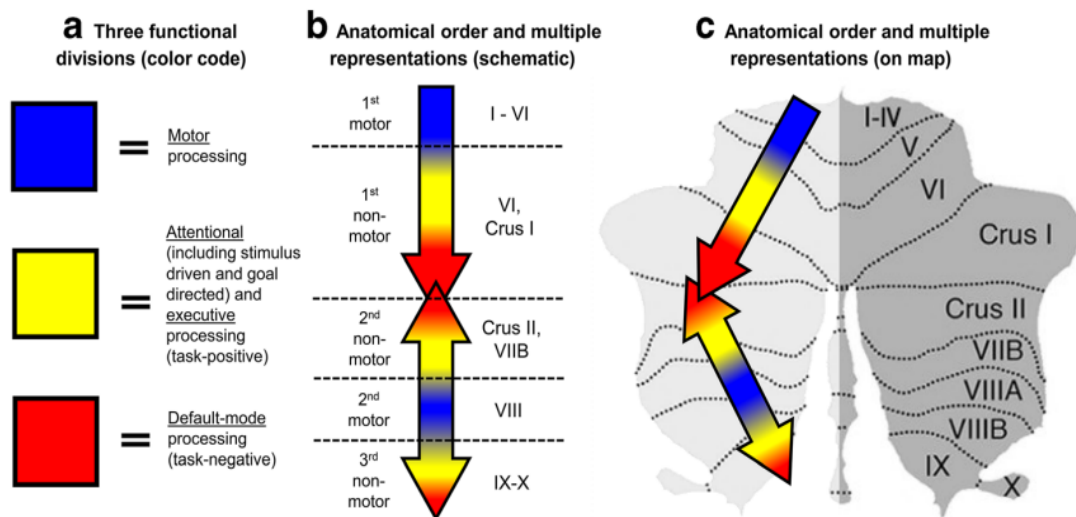 a Three functional
divisions (color code)
=
Motor
processing
=
Attentional
(including stimulus
driven and goal
directed) and
executive
processing
(task-positive)
=
Default-mode
processing
(task-negative)
b Anatomical order and multiple
representations (schematic)
1st
motor
I - VI
1st
non-
motor
VI,
Crus I
2nd
non-
motor
Crus II,
VIIB
2nd
motor
VIII
3rd
non-
motor
IX-X
c Anatomical order and multiple
representations (on map)
I-IV
V
VI
Crus I
Crus II
VIIB
VIIIA
VIIIB
IX
X